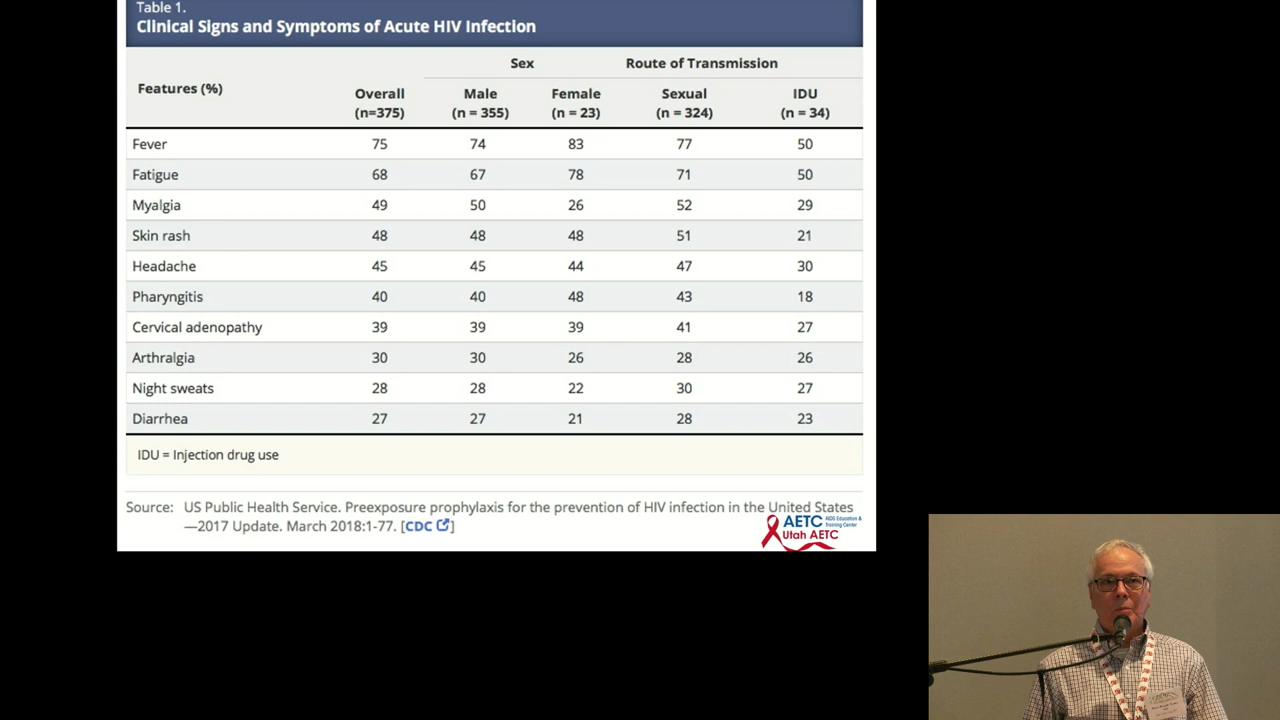 Table 1.
Clinical Signs and Symptoms of Acute HIV Infection
Sex Route of Transmission
Features (%) Overall Male Female Sexual IDU
(n=375) (n = 355) (n = 23) (n = 324) (n = 34)
Fever 75 74 83 77 50
Fatigue 68 67 78 71 50
Myalgia 49 50 26 52 29
Skin rash 48 48 48 51 21
Headache 45 45 44 47 30
Pharyngitis 40 40 48 43 18
Cervical adenopathy 39 39 39 41 27
Arthralgia 30 30 26 28 26
Night sweats 28 28 22 30 27
Diarrhea 27 27 21 28 23
IDU = Injection drug use
Source: US Public Health Service. Preexposure prophylaxis for the prevention of HIV infection in the United States
—2017 Update. March 2018:1-77. [CDC]
AETC AIDS Education &
Training Center
Utah AETC